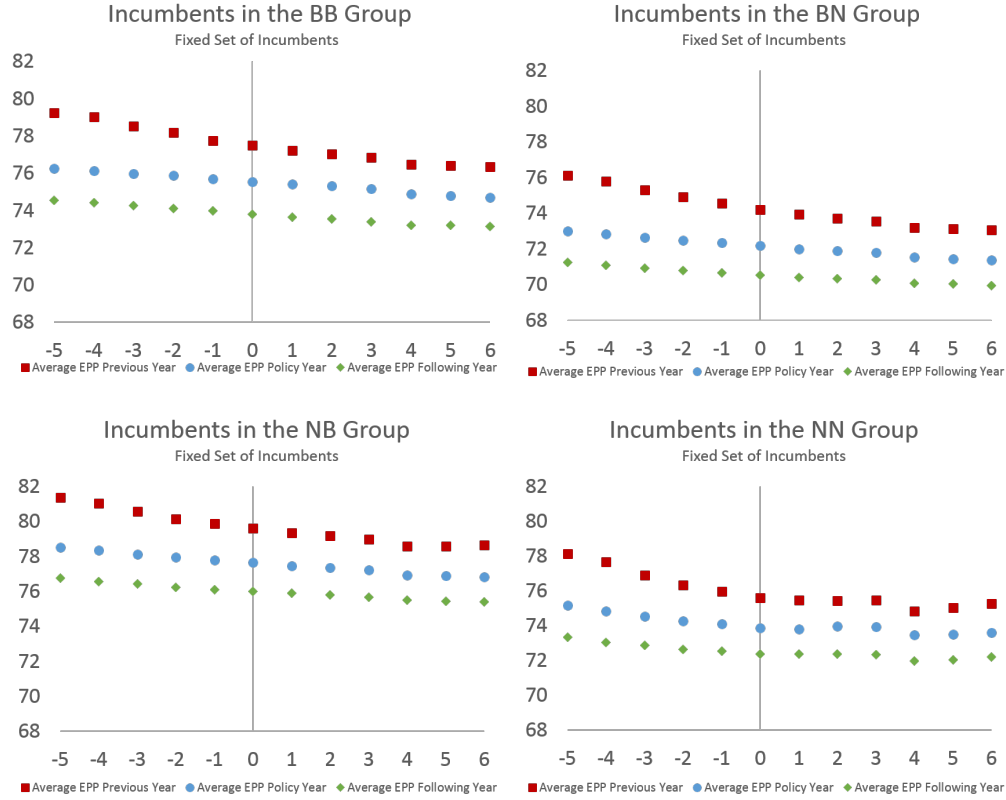 Incumbents in the BB Group
Fixed Set of Incumbents
82
80
78
76
74
72
70
68
-5 -4 -3 -2 -1 0 1 2 3 4 5 6
Average EPP Previous Year Average EPP Policy Year Average EPP Following Year
Incumbents in the BN Group
Fixed Set of Incumbents
82
80
78
76
74
72
70
68
-5 -4 -3 -2 -1 0 1 2 3 4 5 6
Average EPP Previous Year Average EPP Policy Year Average EPP Following Year
Incumbents in the NB Group
Fixed Set of Incumbents
82
80
78
76
74
72
70
68
-5 -4 -3 -2 -1 0 1 2 3 4 5 6
Average EPP Previous Year Average EPP Policy Year Average EPP Following Year
Incumbents in the NN Group
Fixed Set of Incumbents
82
80
78
76
74
72
70
68
-5 -4 -3 -2 -1 0 1 2 3 4 5 6
Average EPP Previous Year Average EPP Policy Year Average EPP Following Year